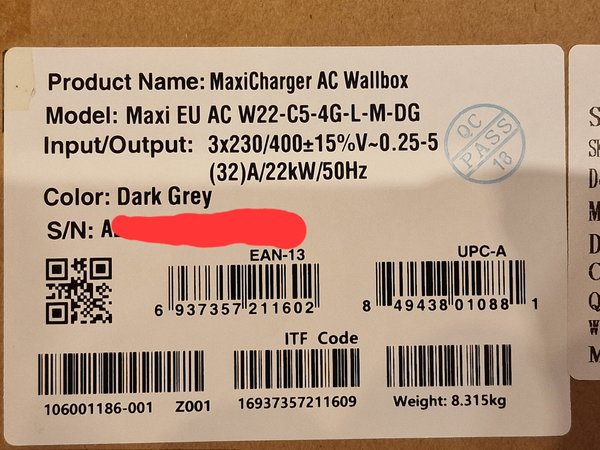 Product Name: MaxiCharger AC Wallbox
Model: Maxi EU AC W22-C5-4G-L-M-DG
Input/Output: 3x230/400±15%V~0.25-5
(32)A/22kW/50Hz
Color: Dark Grey
S/N: A
QC
PASS
13
EAN-13
UPC-A
6 937357 211602
8 49438 01088 1
ITF Code
106001186-001 Z001
16937357211609
Weight: 8.315kg
S
SH
D
M
D
C
Q
W
M